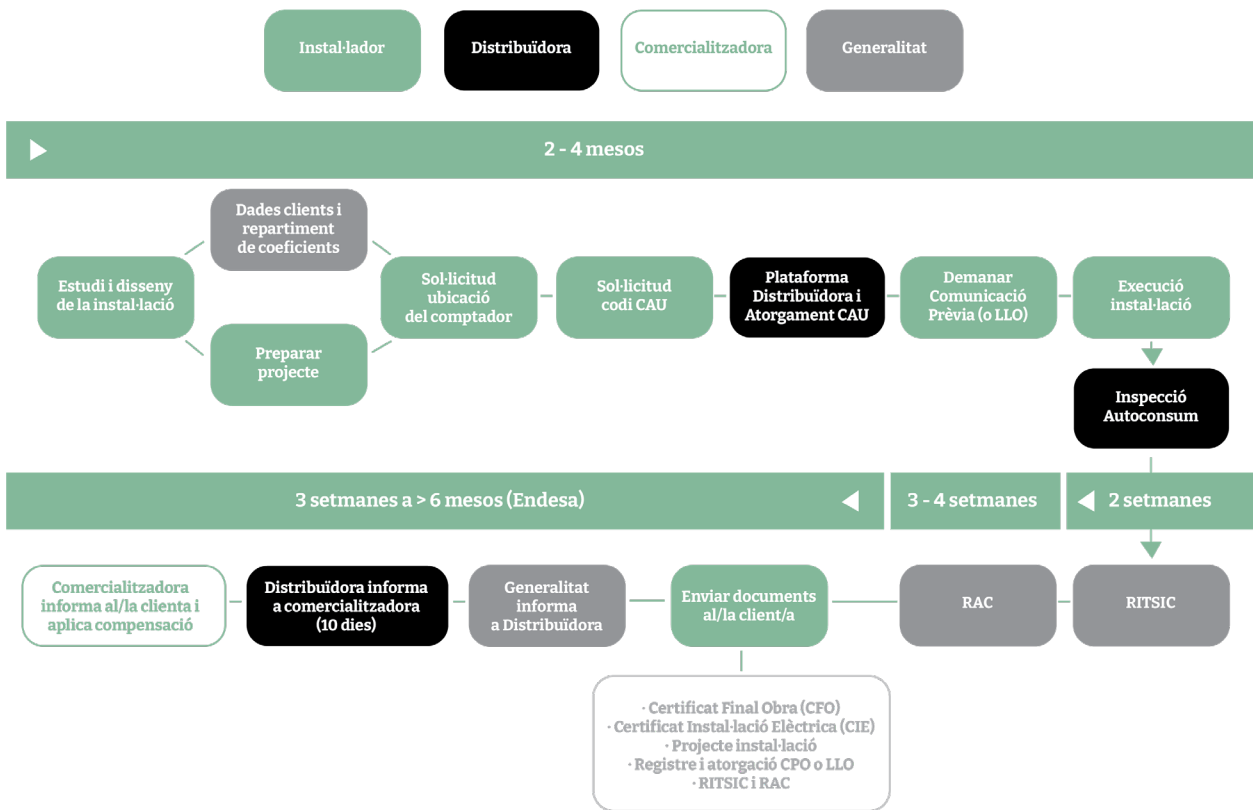 Instal·lador
Distribuïdora
Comercialitzadora
Generalitat
2 - 4 mesos
Dades clients i
repartiment
de coeficients
Estudi i disseny
de la instal·lació
Preparar
projecte
Sol·licitud
ubicació
del comptador
Sol·licitud
codi CAU
Plataforma
Distribuïdora i
Atorgament CAU
Demanar
Comunicació
Prèvia (o LLO)
Execució
instal·lació
Inspecció
Autoconsum
3 setmanes a > 6 mesos (Endesa)
3 - 4 setmanes
2 setmanes
Comercialitzadora
informa al/la clienta i
aplica compensació
Distribuïdora informa
a comercialitzadora
(10 dies)
Generalitat
informa
a Distribuïdora
Enviar documents
al/la client/a
RAC
RITSIC
· Certificat Final Obra (CFO)
· Certificat Instal·lació Elèctrica (CIE)
· Projecte instal·lació
· Registre i atorgació CPO o LLO
· RITSIC i RAC